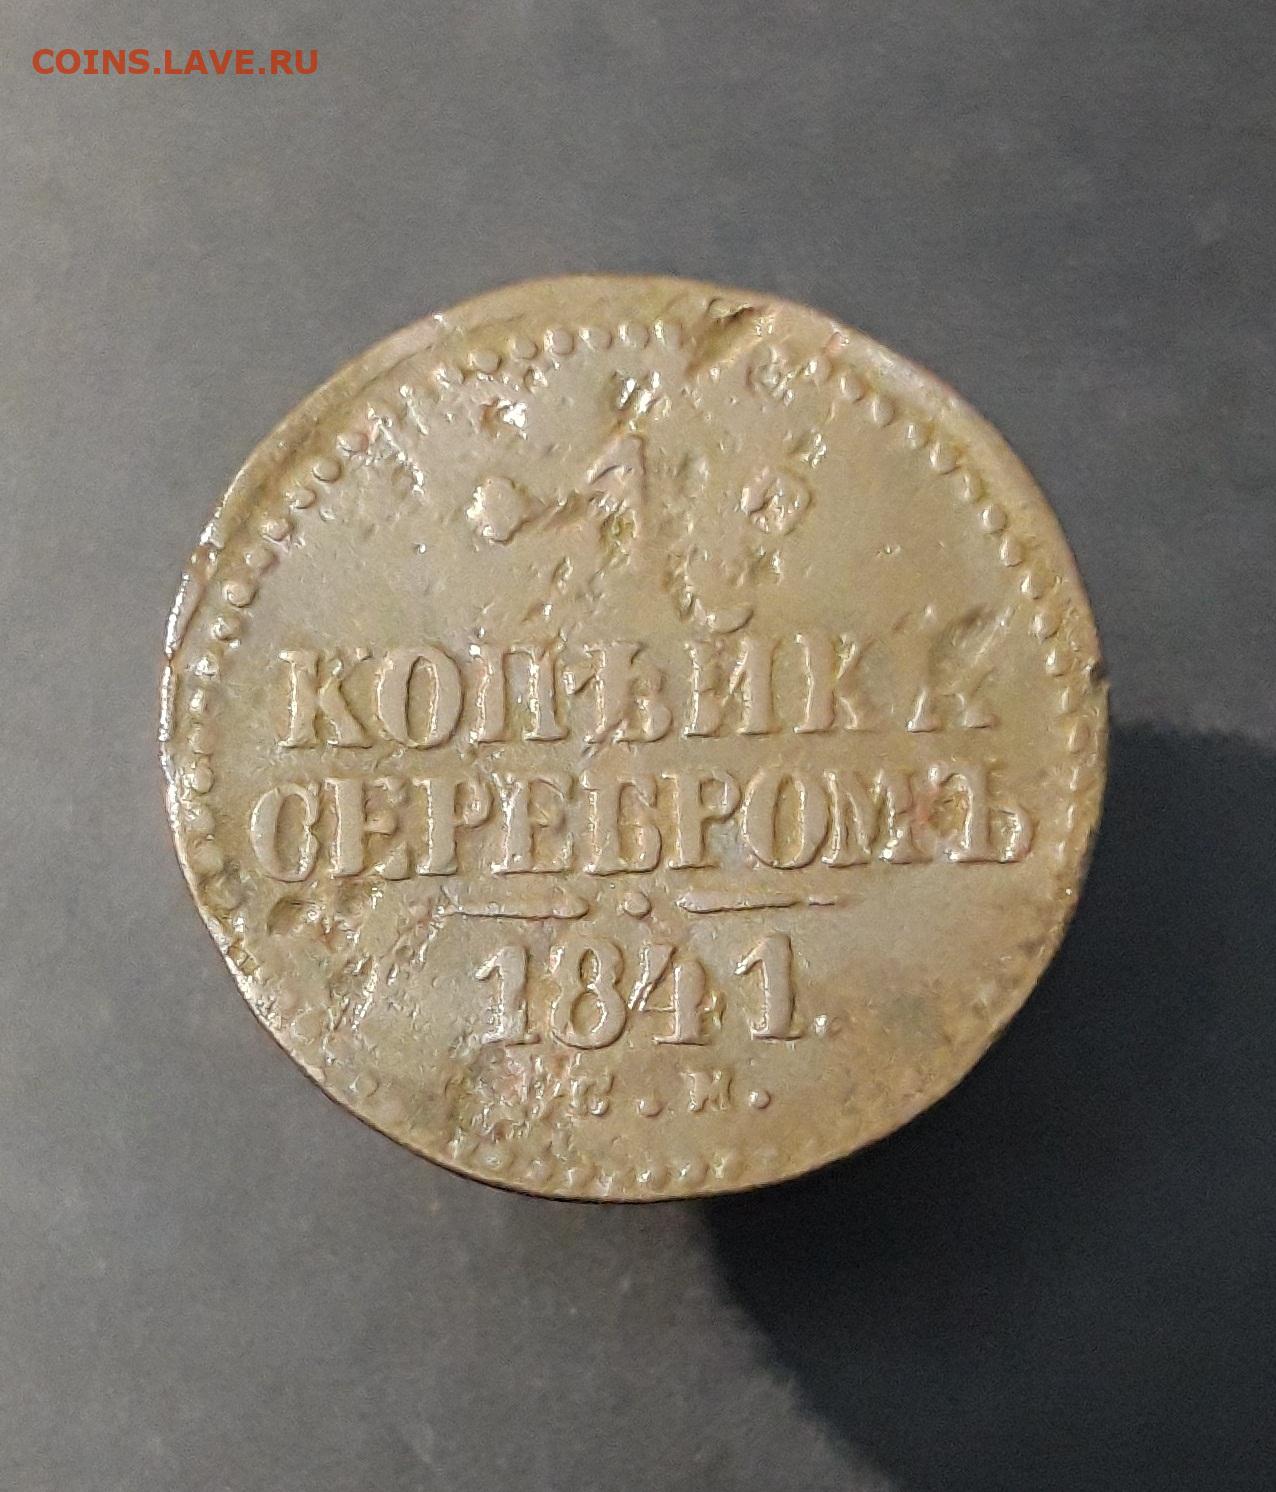 COINS.LAVE.RU
1
КОПѢЙКА
СЕРЕБРОМЪ
1841.
С. М.